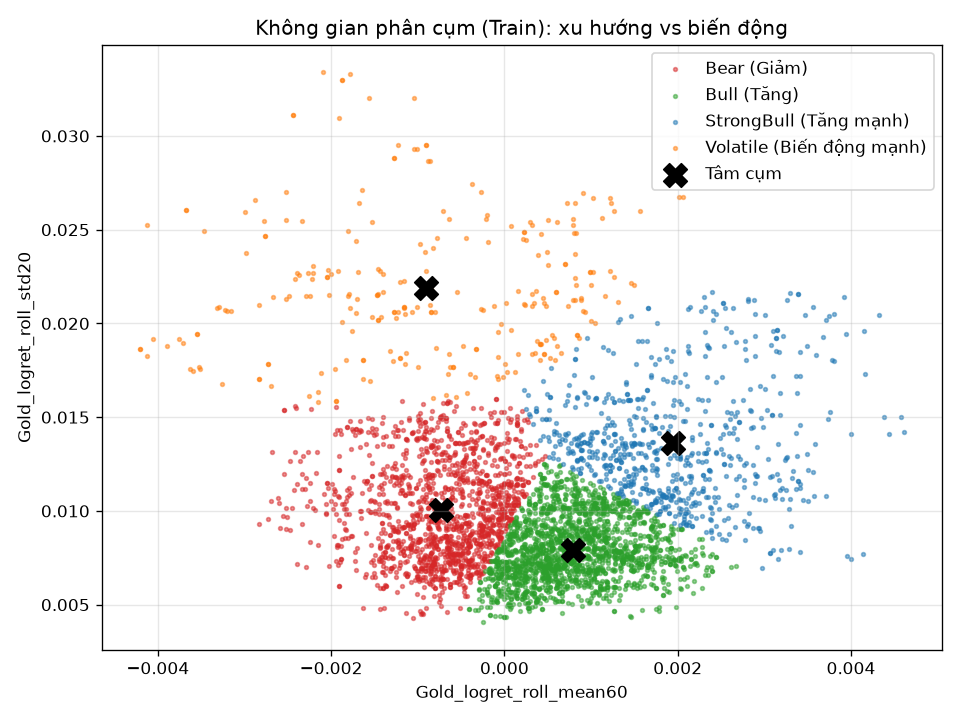 Không gian phân cụm (Train): xu hướng vs biến động
Bear (Giảm)
Bull (Tăng)
StrongBull (Tăng mạnh)
Volatile (Biến động mạnh)
Tâm cụm
Gold_logret_roll_std20
0.030
0.025
0.020
0.015
0.010
0.005
−0.004
−0.002
0.000
0.002
0.004
Gold_logret_roll_mean60